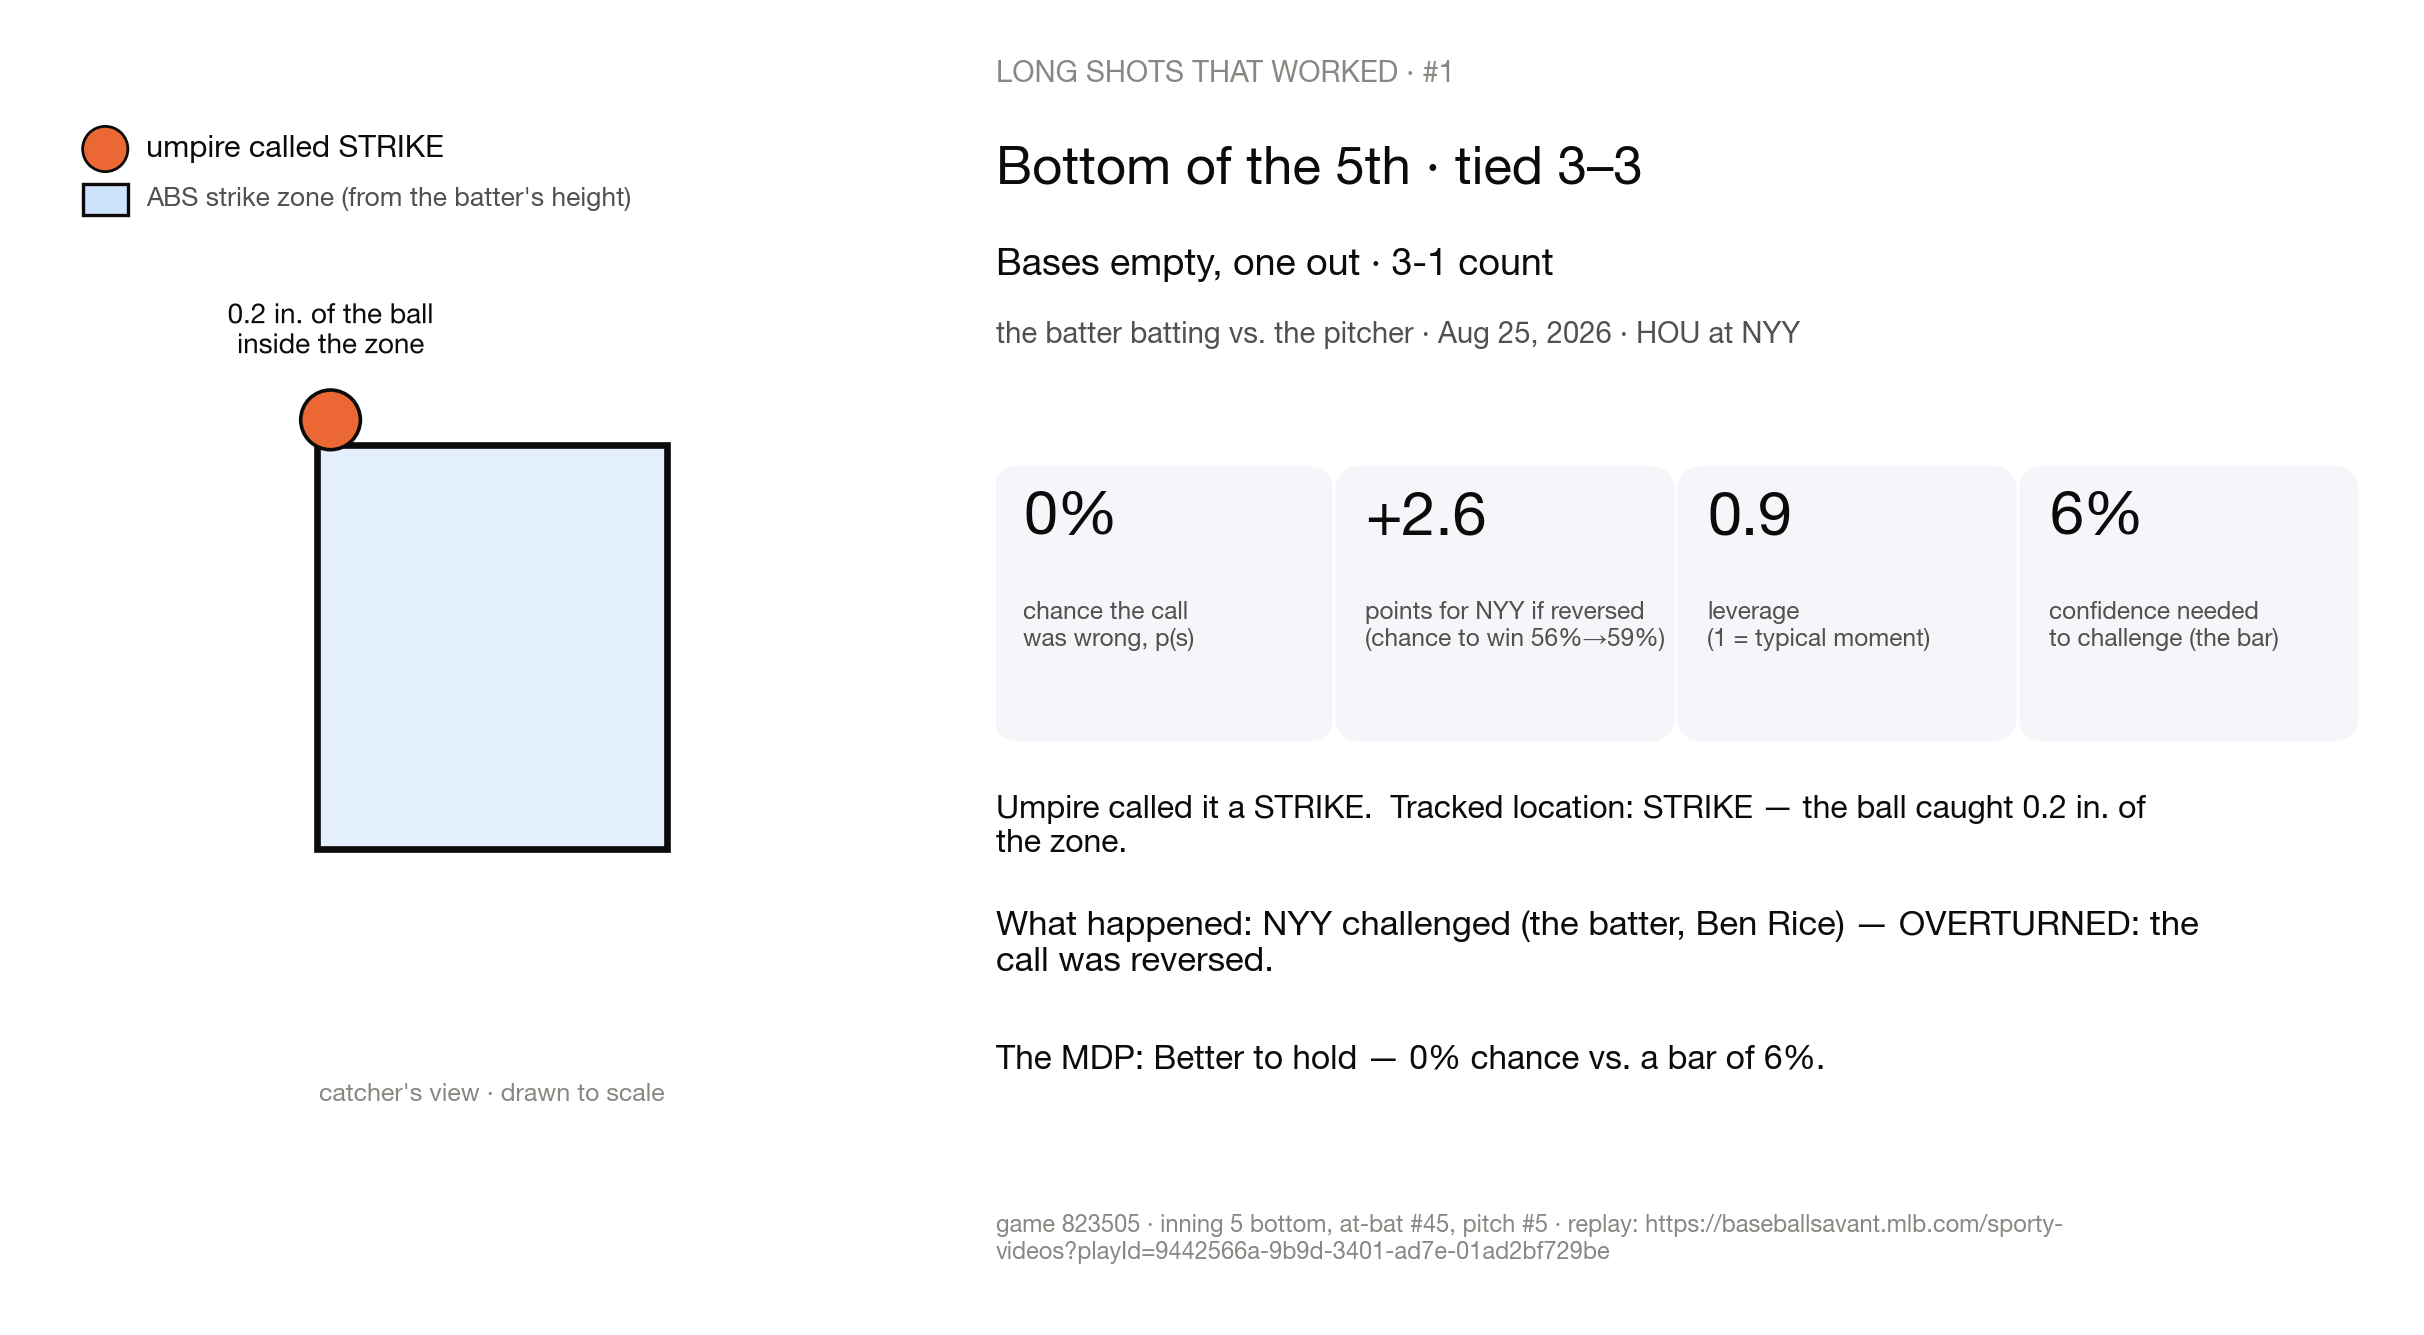 LONG SHOTS THAT WORKED · #1
umpire called STRIKE
ABS strike zone (from the batter's height)
0.2 in. of the ball
inside the zone
catcher's view · drawn to scale
Bottom of the 5th · tied 3–3
Bases empty, one out · 3-1 count
the batter batting vs. the pitcher · Aug 25, 2026 · HOU at NYY
0%
chance the call
was wrong, p(s)
+2.6
points for NYY if reversed
(chance to win 56%→59%)
0.9
leverage
(1 = typical moment)
6%
confidence needed
to challenge (the bar)
Umpire called it a STRIKE.  Tracked location: STRIKE — the ball caught 0.2 in. of
the zone.
What happened: NYY challenged (the batter, Ben Rice) — OVERTURNED: the
call was reversed.
The MDP: Better to hold — 0% chance vs. a bar of 6%.
game 823505 · inning 5 bottom, at-bat #45, pitch #5 · replay: https://baseballsavant.mlb.com/sporty-
videos?playId=9442566a-9b9d-3401-ad7e-01ad2bf729be